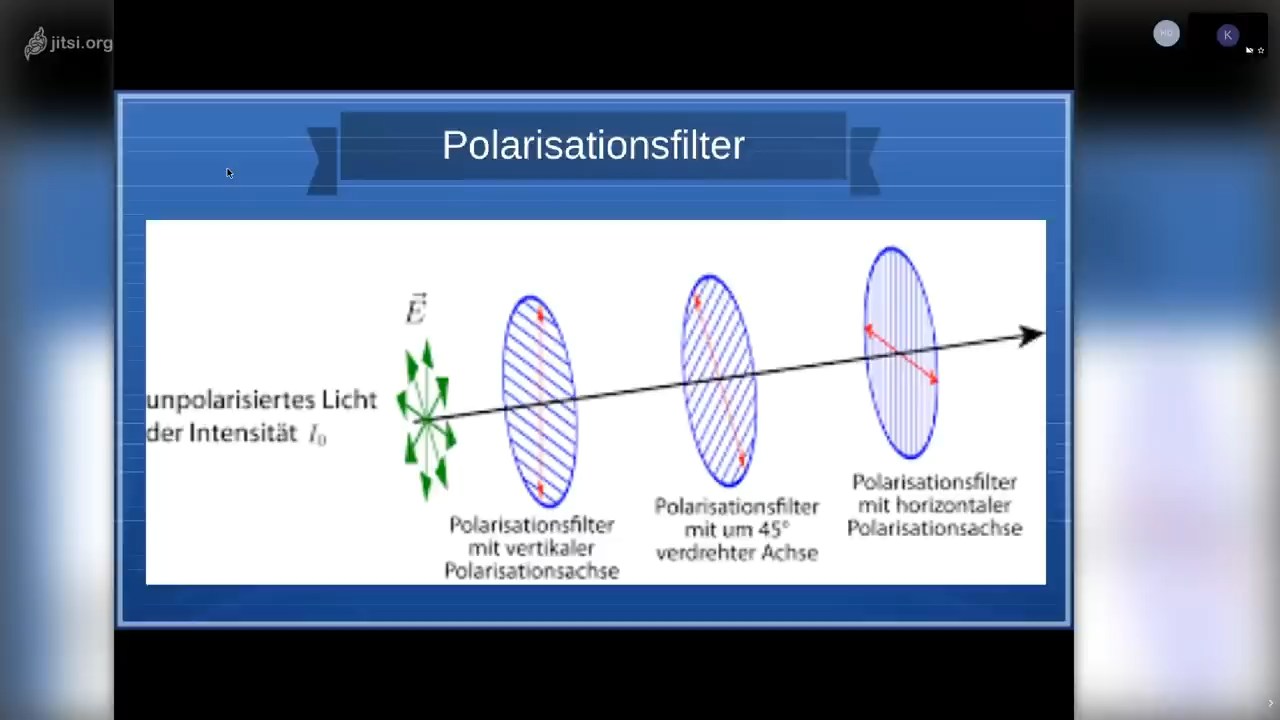 jitsi.org
HD
K
Polarisationsfilter
E
unpolarisiertes Licht
der Intensität I₀
Polarisationsfilter
mit vertikaler
Polarisationsachse
Polarisationsfilter
mit um 45°
verdrehter Achse
Polarisationsfilter
mit horizontaler
Polarisationsachse